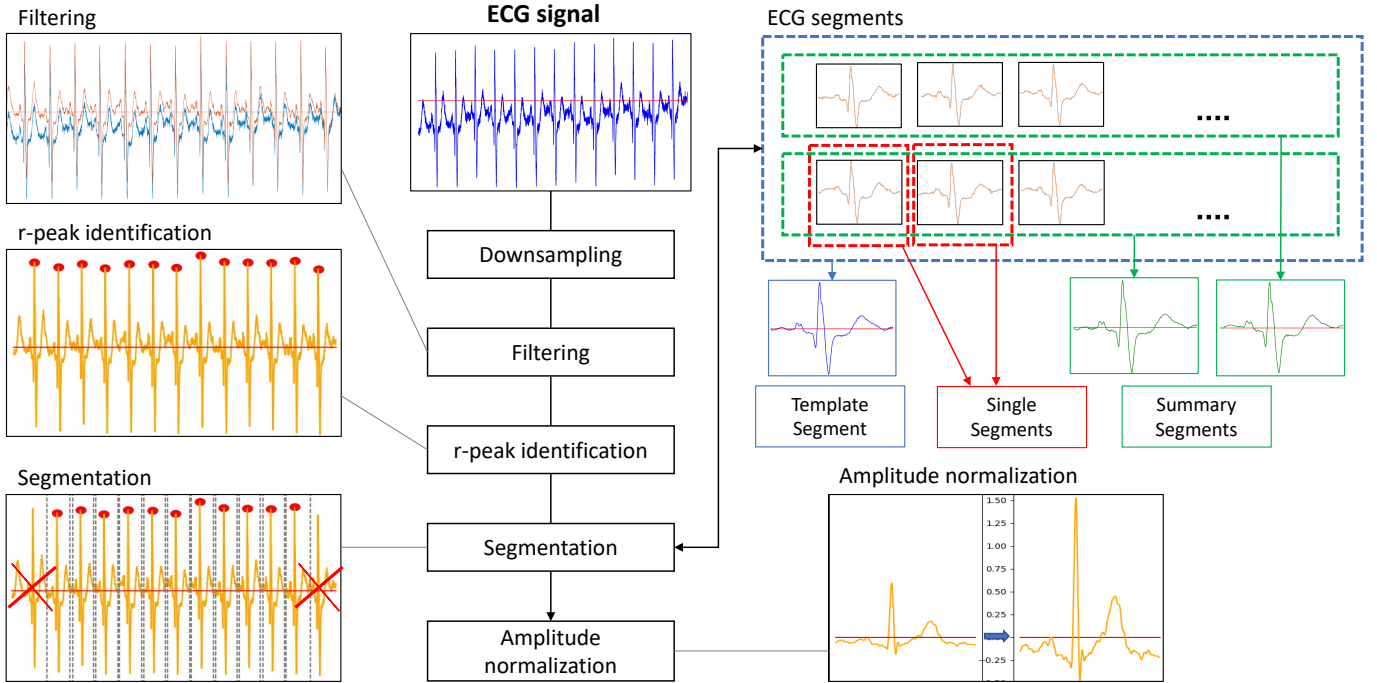 Filtering
ECG signal
ECG segments
....
....
r-peak identification
Downsampling
Filtering
r-peak identification
Segmentation
Segmentation
Amplitude
normalization
Template
Segment
Single
Segments
Summary
Segments
Amplitude normalization
1.50
1.25
1.00
0.75
0.50
0.25
0.00
−0.25